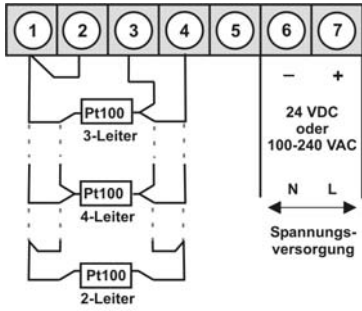 1 2 3 4 5 6 7
– +
Pt100
3-Leiter
24 VDC
oder
100-240 VAC
Pt100
4-Leiter
N L
Spannungs-
versorgung
Pt100
2-Leiter